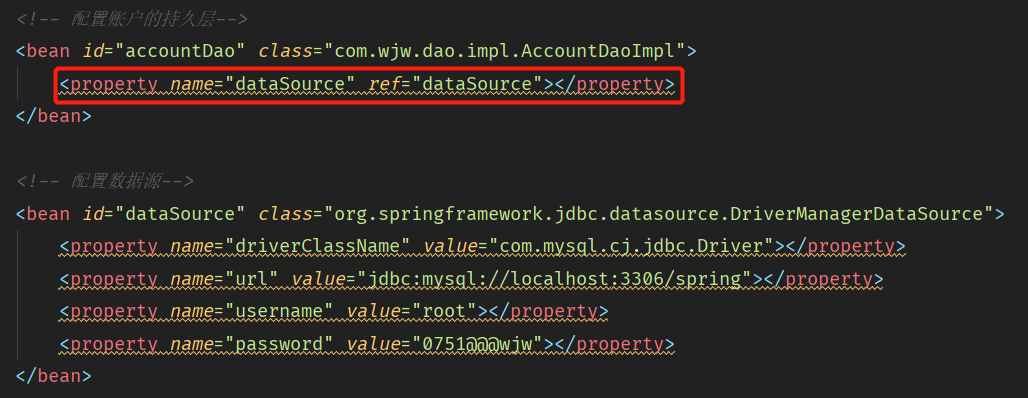 <!-- 配置账户的持久层-->
<bean id="accountDao" class="com.wjw.dao.impl.AccountDaoImpl">
<property name="dataSource" ref="dataSource"></property>
</bean>
<!-- 配置数据源-->
<bean id="dataSource" class="org.springframework.jdbc.datasource.DriverManagerDataSource">
<property name="driverClassName" value="com.mysql.cj.jdbc.Driver"></property>
<property name="url" value="jdbc:mysql://localhost:3306/spring"></property>
<property name="username" value="root"></property>
<property name="password" value="0751@@@wjw"></property>
</bean>